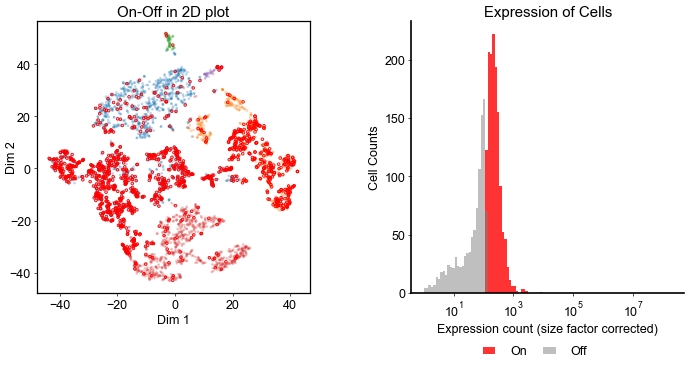 On-Off in 2D plot
Dim 2
40
20
0
−20
−40
−40 −20 0 20 40
Dim 1
Expression of Cells
Cell Counts
200
150
100
50
0
10^1 10^3 10^5 10^7
Expression count (size factor corrected)
On Off